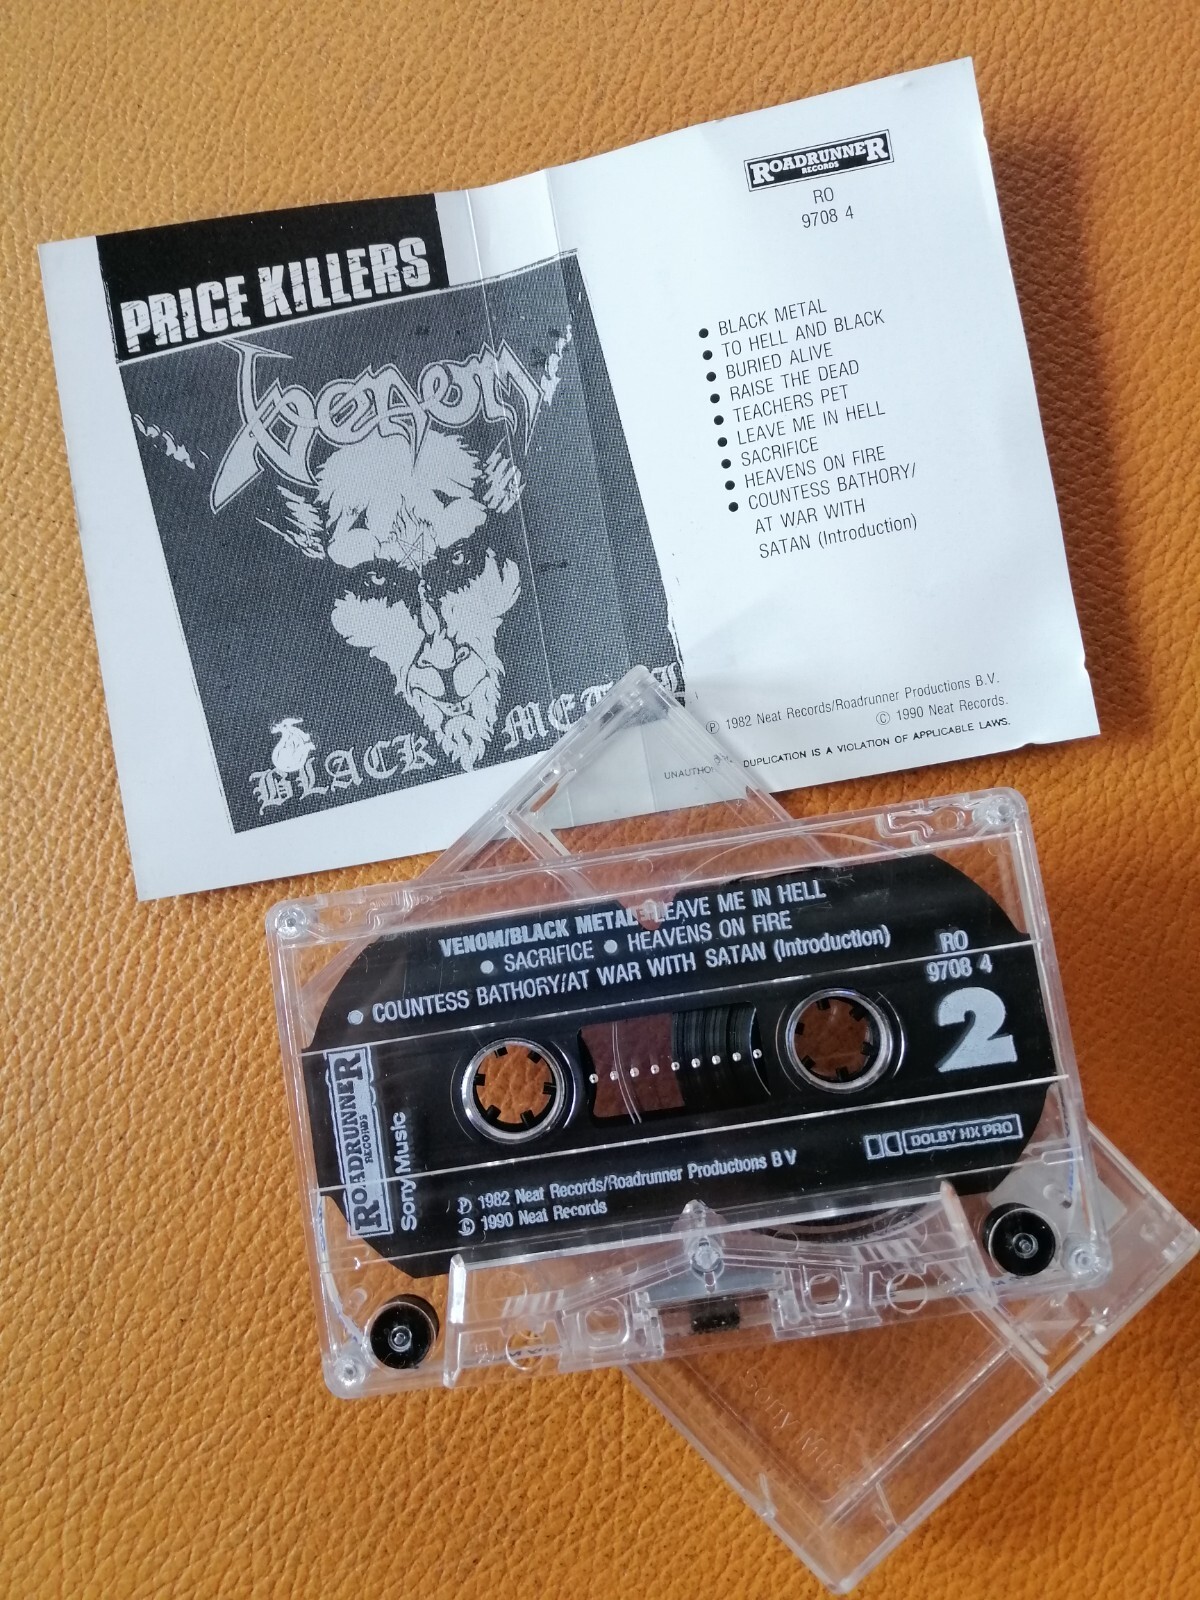 PRICE KILLERS
Venom
BLACK METAL
ROADRUNNER
RECORDS
RO
9708 4
● BLACK METAL
● TO HELL AND BLACK
● BURIED ALIVE
● RAISE THE DEAD
● TEACHERS PET
● LEAVE ME IN HELL
● SACRIFICE
● HEAVENS ON FIRE
● COUNTESS BATHORY/
AT WAR WITH
SATAN (Introduction)
Ⓟ 1982 Neat Records/Roadrunner Productions B.V.
© 1990 Neat Records.
DUPLICATION IS A VIOLATION OF APPLICABLE LAWS.
VENOM/BLACK METAL LEAVE ME IN HELL
● SACRIFICE ● HEAVENS ON FIRE
● COUNTESS BATHORY/AT WAR WITH SATAN (Introduction)
RO
9708 4
2
ROADRUNNER
RECORDS
Sony Music
DOLBY HX PRO
Ⓟ 1982 Neat Records/Roadrunner Productions B V
© 1990 Neat Records
Sony Music